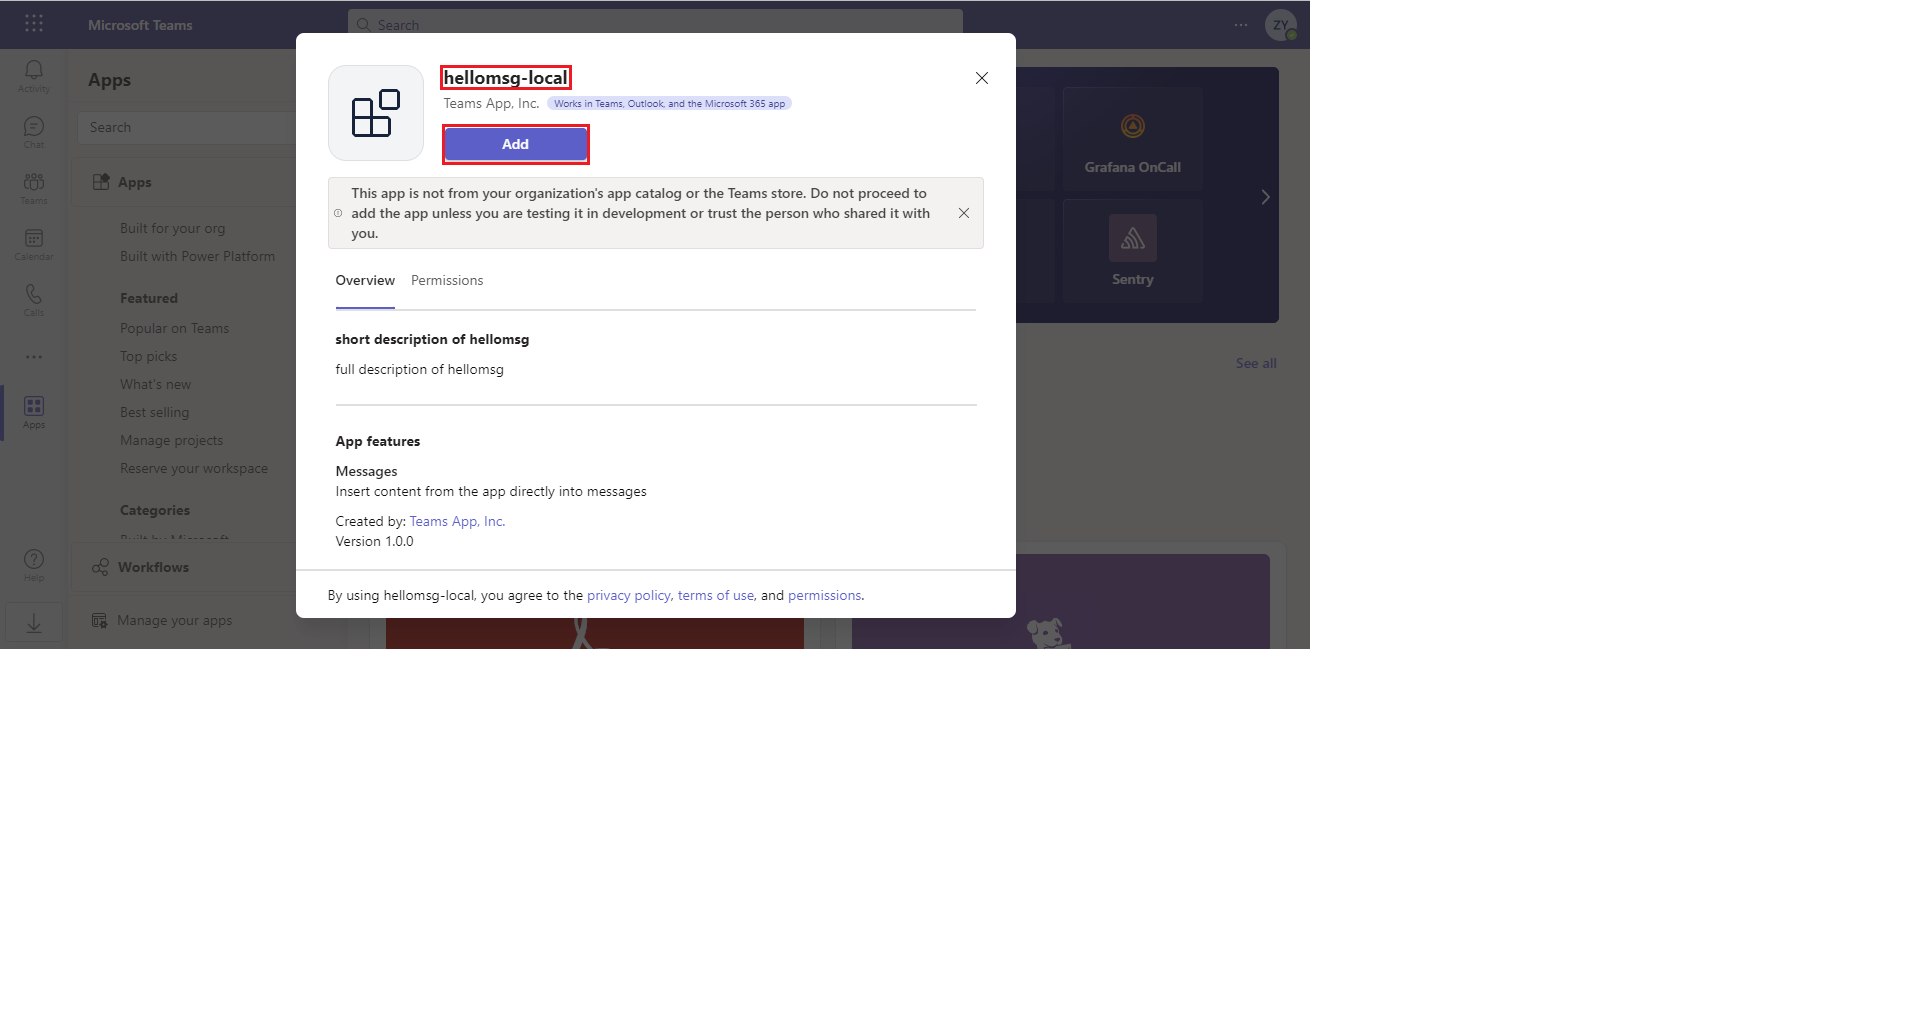 Microsoft Teams
Search
ZY
Activity
Chat
Teams
Calendar
Calls
Apps
Help
Apps
Search
Apps
Built for your org
Built with Power Platform
Featured
Popular on Teams
Top picks
What's new
Best selling
Manage projects
Reserve your workspace
Categories
Built by Microsoft
Workflows
Manage your apps
hellomsg-local
Teams App, Inc. Works in Teams, Outlook, and the Microsoft 365 app
Add
This app is not from your organization's app catalog or the Teams store. Do not proceed to
add the app unless you are testing it in development or trust the person who shared it with
you.
Overview Permissions
short description of hellomsg
full description of hellomsg
App features
Messages
Insert content from the app directly into messages
Created by: Teams App, Inc.
Version 1.0.0
By using hellomsg-local, you agree to the privacy policy, terms of use, and permissions.
Grafana OnCall
Sentry
See all